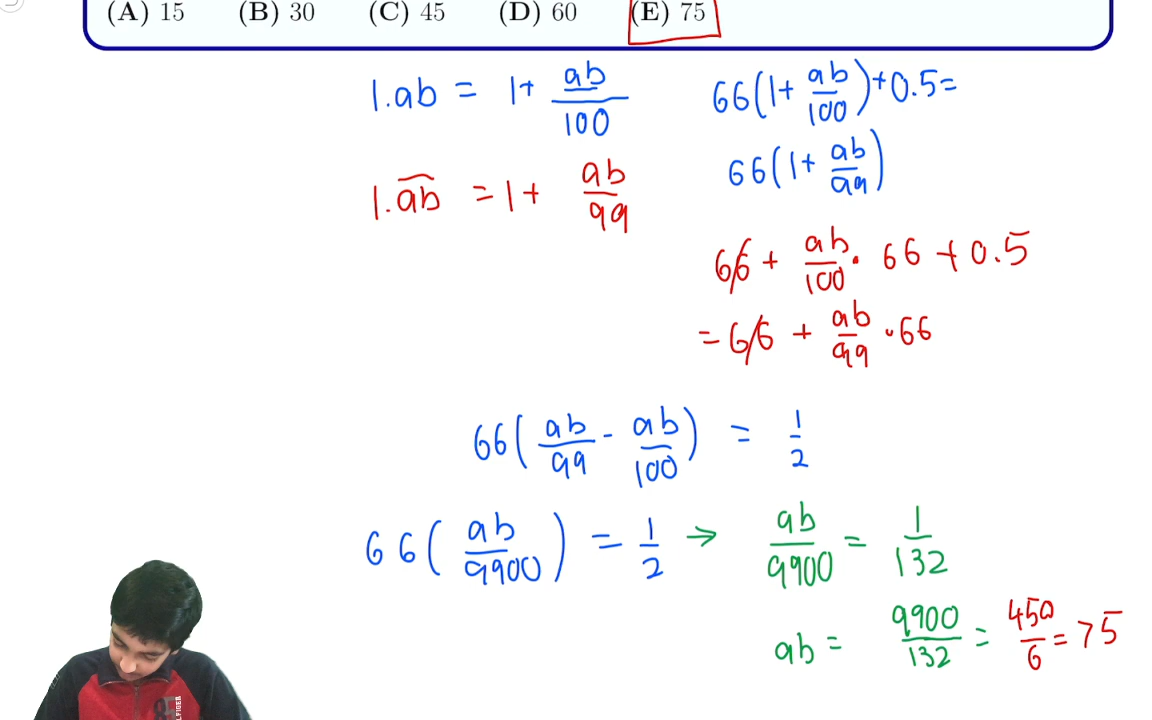 (A) 15 (B) 30 (C) 45 (D) 60 (E) 75
1.ab = 1+ ab/100
66(1+ ab/100)+0.5=
66(1+ ab/99)
1.\overline{ab} = 1+ ab/99
66 + ab/100 · 66 + 0.5
= 66 + ab/99 · 66
66( ab/99 - ab/100 ) = 1/2
66( ab/9900 ) = 1/2 → ab/9900 = 1/132
ab = 9900/132 = 450/6 = 75